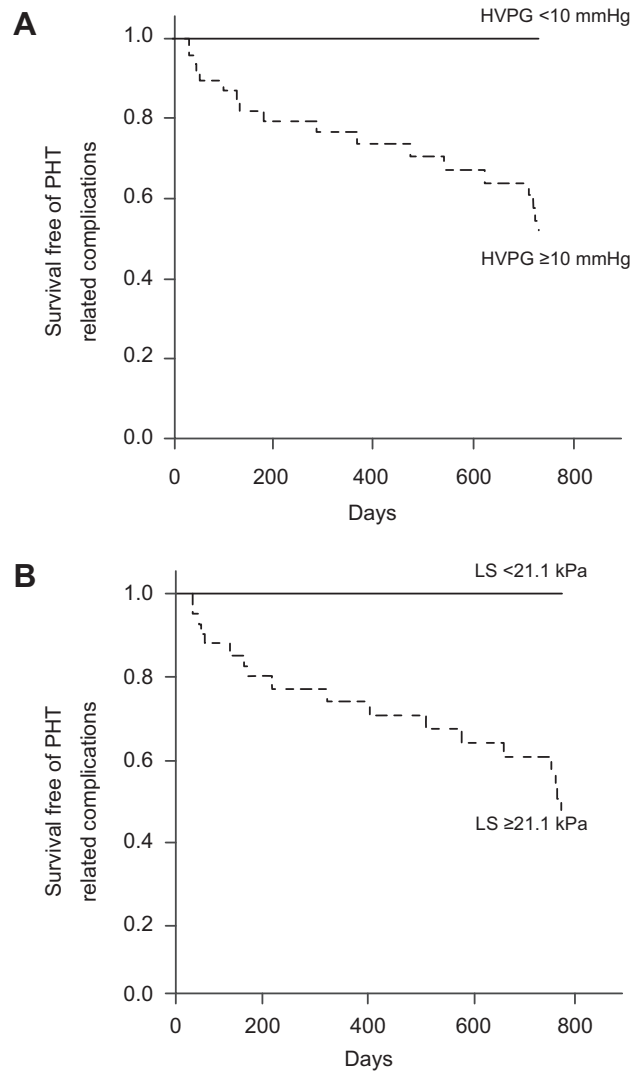 A
HVPG <10 mmHg
1.0
0.8
0.6
0.4
0.2
0.0
Survival free of PHT
related complications
HVPG ≥10 mmHg
0 200 400 600 800
Days
B
LS <21.1 kPa
1.0
0.8
0.6
0.4
0.2
0.0
Survival free of PHT
related complications
LS ≥21.1 kPa
0 200 400 600 800
Days